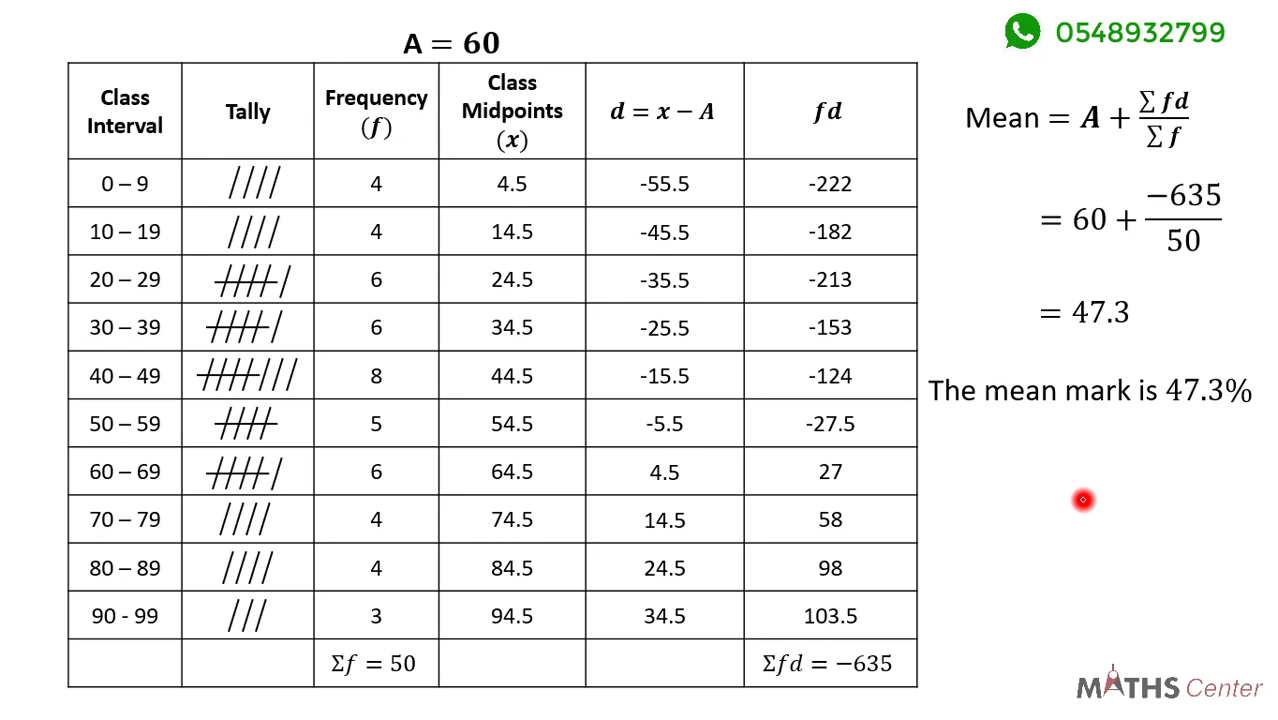 A = 60
0548932799
Class Interval | Tally | Frequency (f) | Class Midpoints (x) | d = x − A | fd
0 – 9 | //// | 4 | 4.5 | -55.5 | -222
10 – 19 | //// | 4 | 14.5 | -45.5 | -182
20 – 29 | 6 | 24.5 | -35.5 | -213
30 – 39 | 6 | 34.5 | -25.5 | -153
40 – 49 | 8 | 44.5 | -15.5 | -124
50 – 59 | 5 | 54.5 | -5.5 | -27.5
60 – 69 | 6 | 64.5 | 4.5 | 27
70 – 79 | //// | 4 | 74.5 | 14.5 | 58
80 – 89 | //// | 4 | 84.5 | 24.5 | 98
90 - 99 | /// | 3 | 94.5 | 34.5 | 103.5
Σf = 50 | Σfd = −635
Mean = A + ∑ fd / ∑ f
= 60 + −635 / 50
= 47.3
The mean mark is 47.3%
MATHS Center